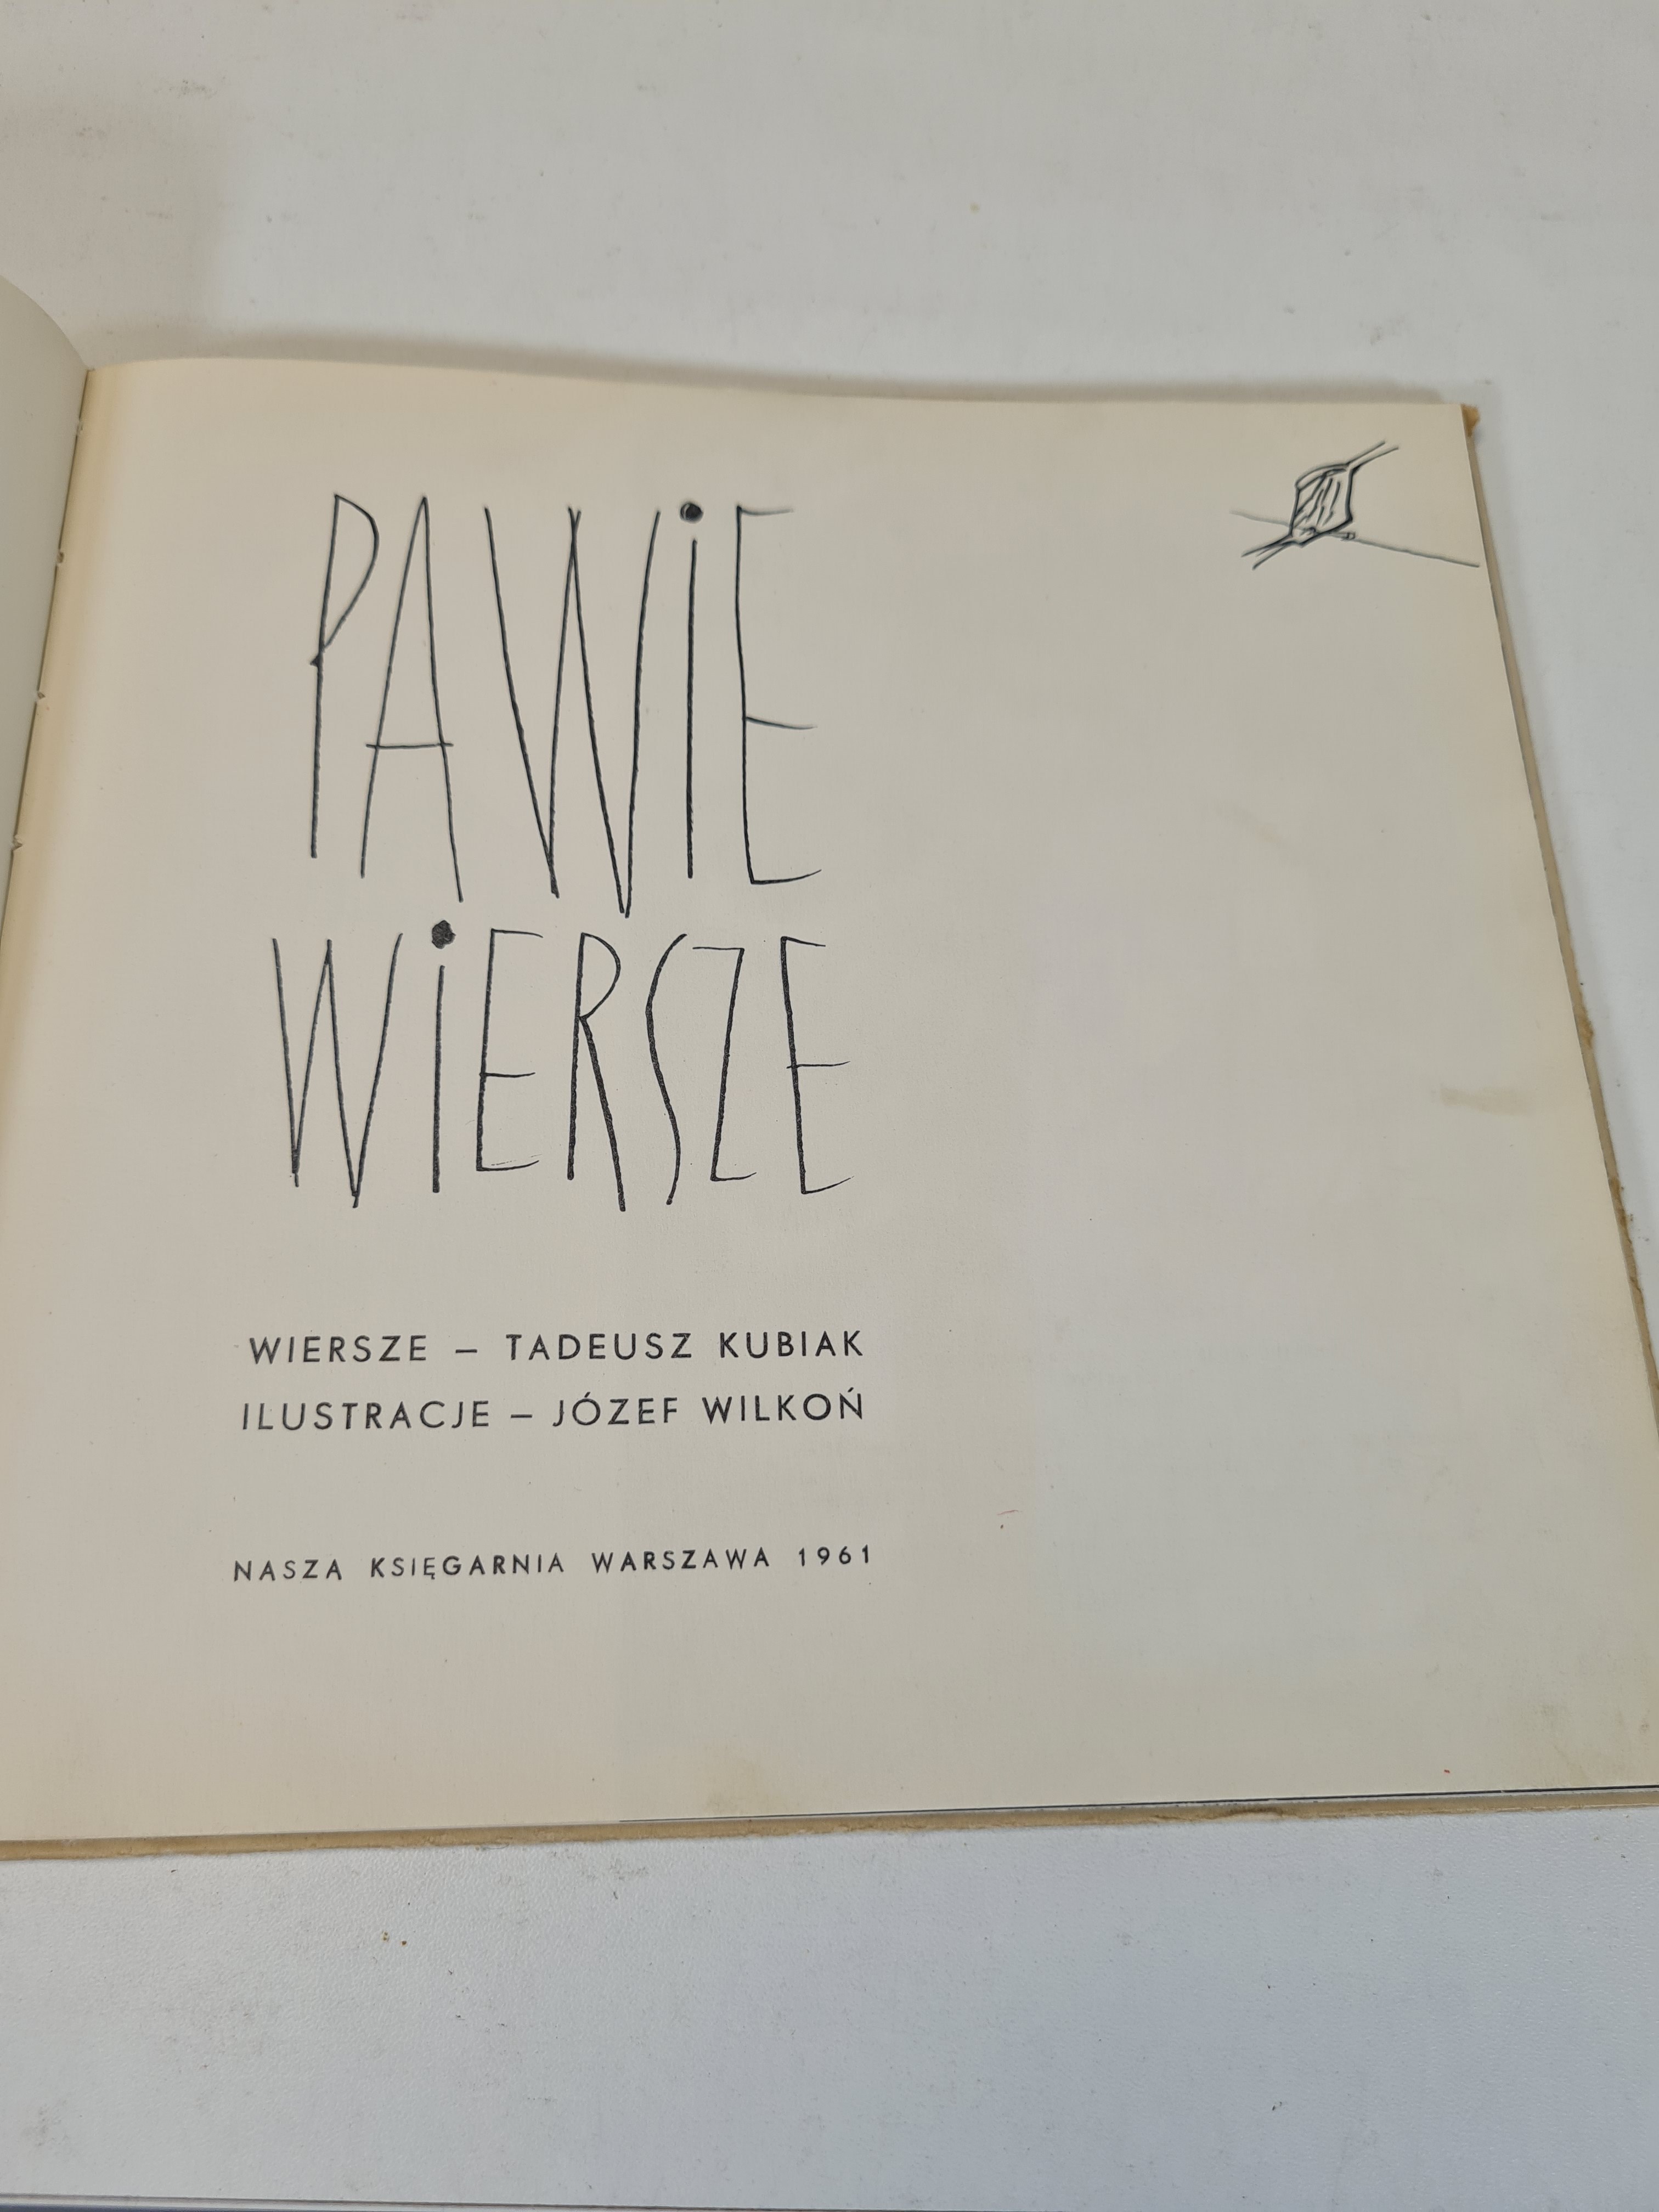 PAWiE
WiERSZE
WIERSZE – TADEUSZ KUBIAK
ILUSTRACJE – JÓZEF WILKOŃ
NASZA KSIĘGARNIA WARSZAWA 1961